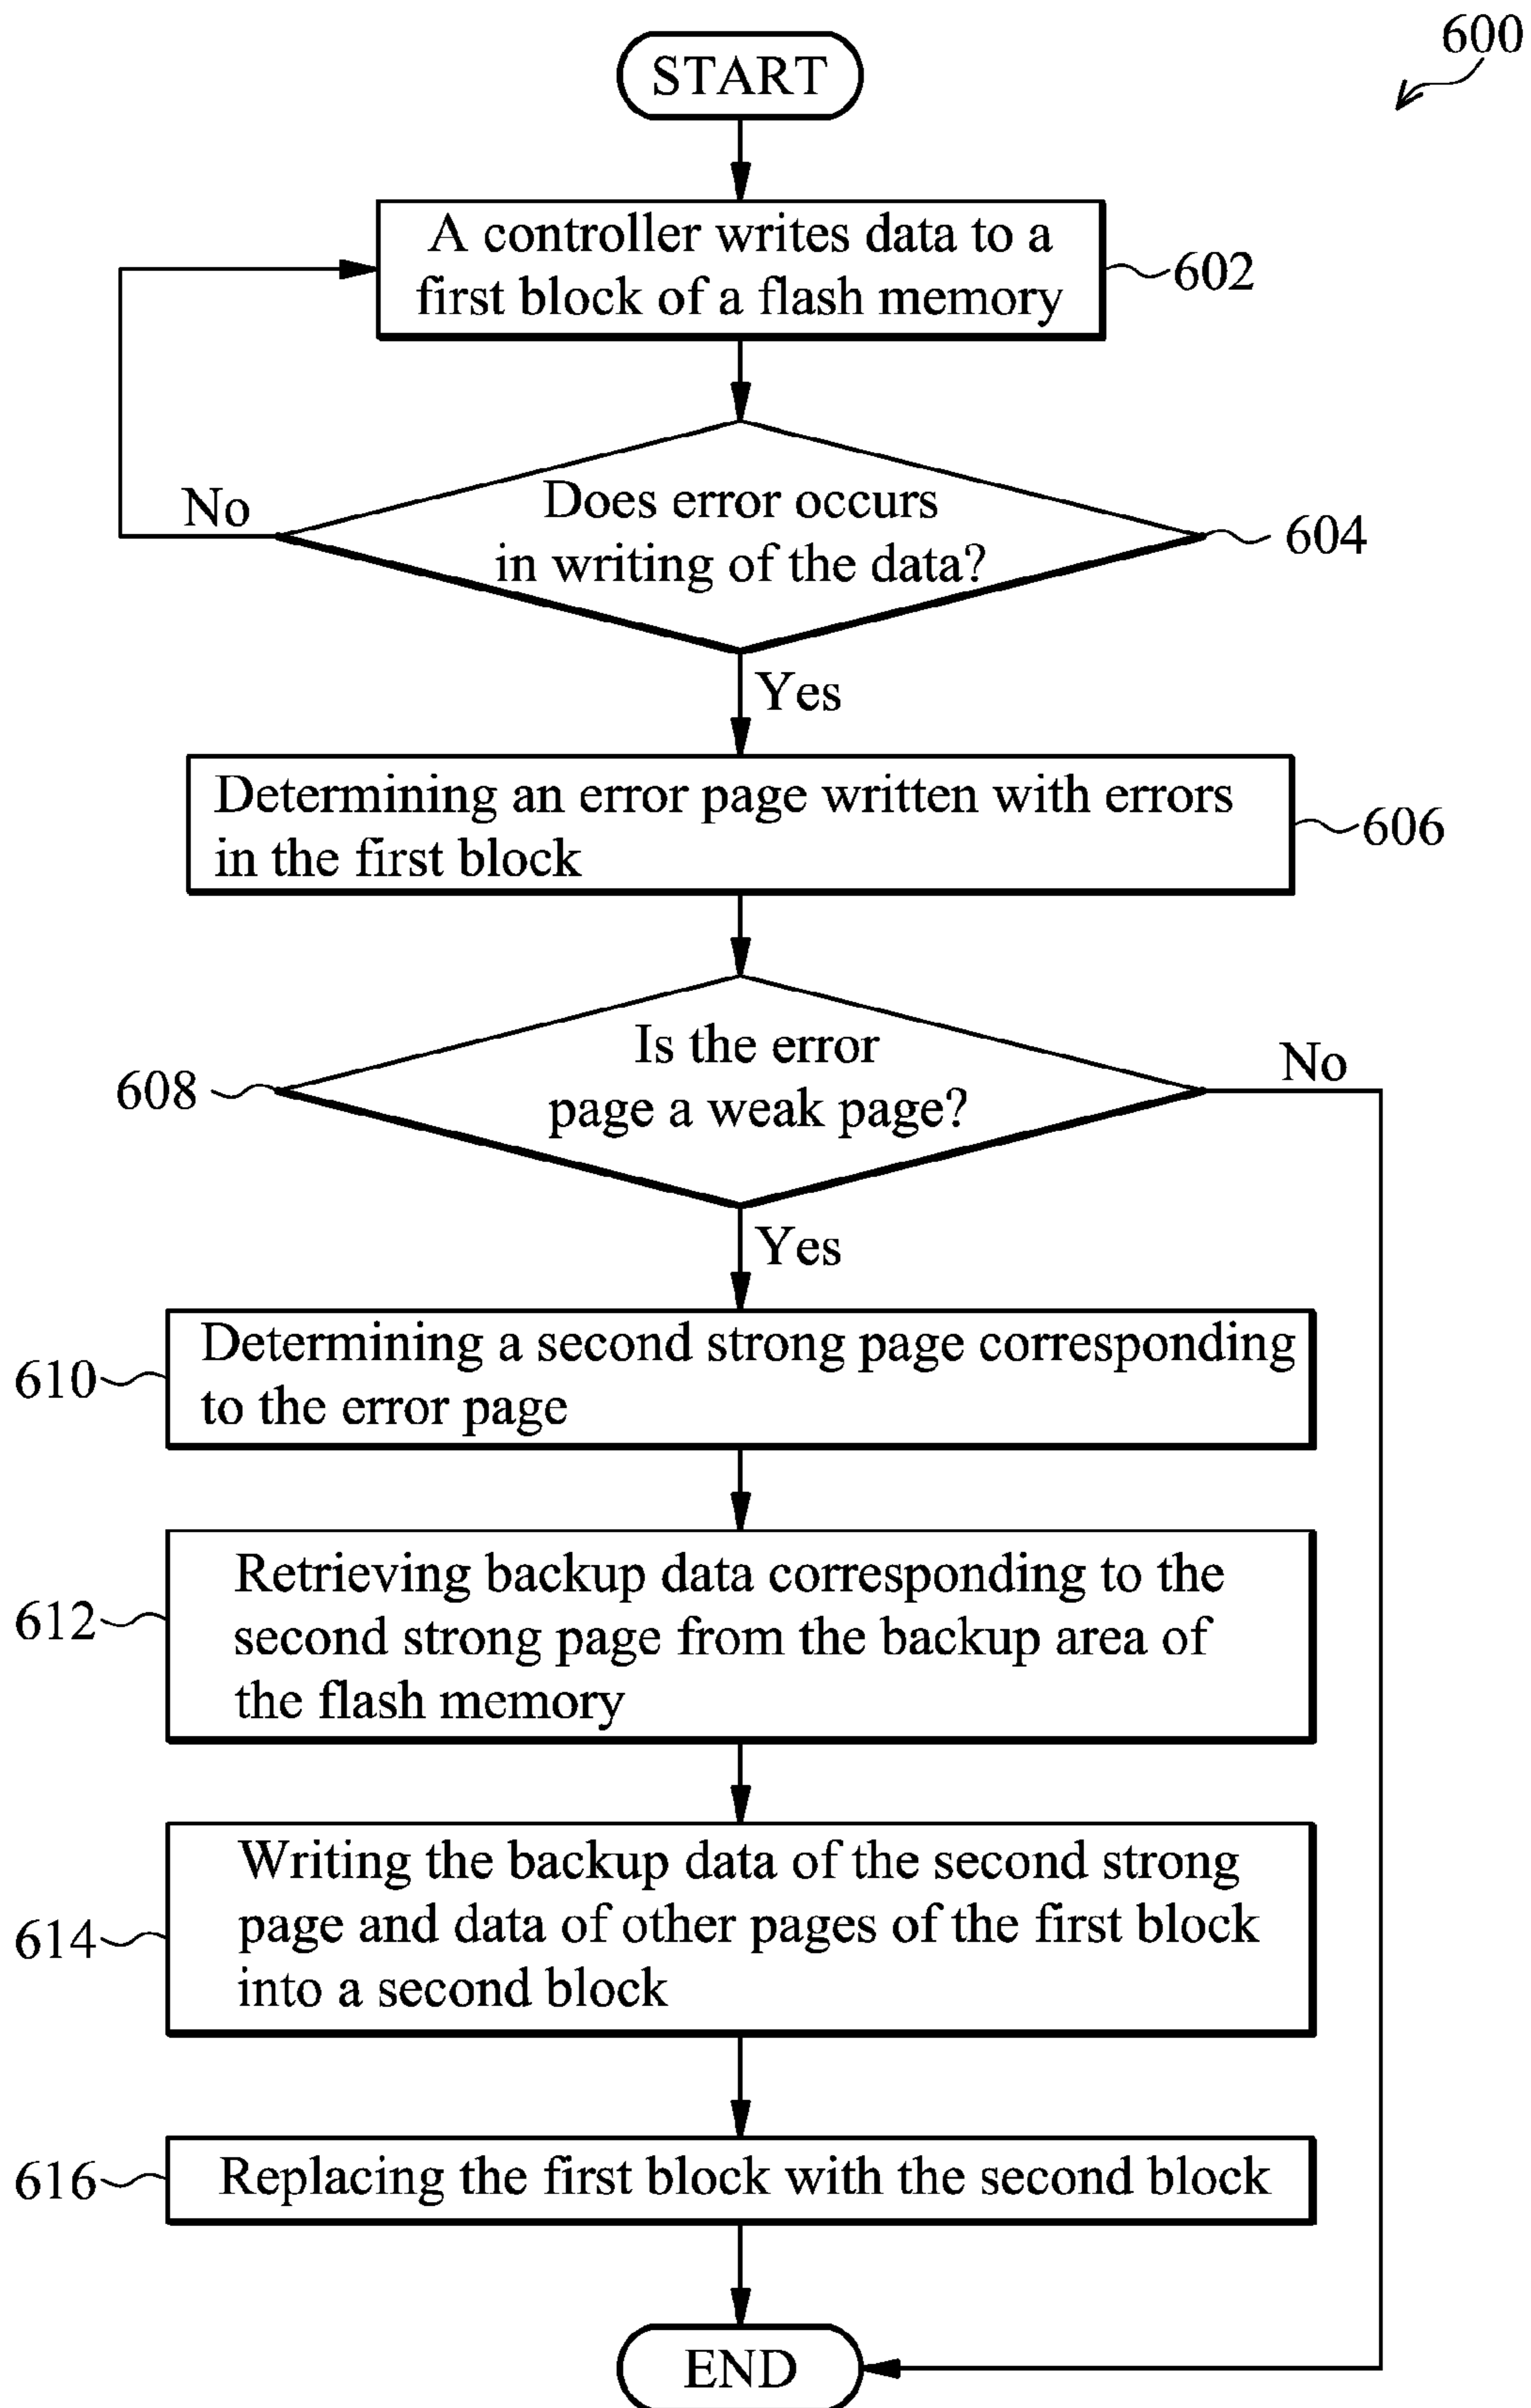 600
START
A controller writes data to a
first block of a flash memory
602
No
Does error occurs
in writing of the data?
604
Yes
Determining an error page written with errors
in the first block
606
608
Is the error
page a weak page?
No
Yes
610
Determining a second strong page corresponding
to the error page
612
Retrieving backup data corresponding to the
second strong page from the backup area of
the flash memory
614
Writing the backup data of the second strong
page and data of other pages of the first block
into a second block
616
Replacing the first block with the second block
END